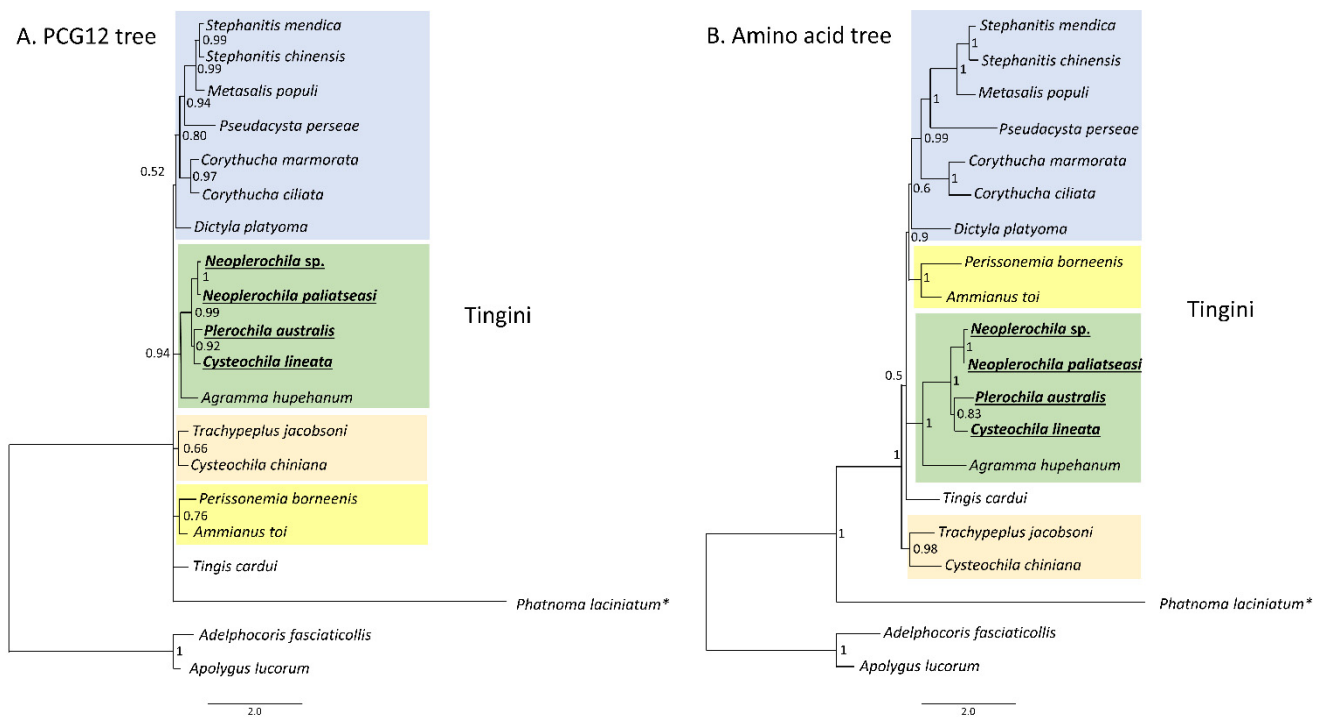 A. PCG12 tree
Stephanitis mendica
0.99
Stephanitis chinensis
0.99
Metasalis populi
0.94
Pseudacysta perseae
0.80
Corythucha marmorata
0.97
Corythucha ciliata
0.52
Dictyla platyoma
Neoplerochila sp.
1
Neoplerochila paliatseasi
0.99
Plerochila australis
0.92
Cysteochila lineata
0.94
Agramma hupehanum
Tingini
Trachypeplus jacobsoni
0.66
Cysteochila chiniana
Perissonemia borneenis
0.76
Ammianus toi
Tingis cardui
Phatnoma laciniatum*
Adelphocoris fasciaticollis
1
Apolygus lucorum
2.0
B. Amino acid tree
Stephanitis mendica
1
Stephanitis chinensis
1
Metasalis populi
1
Pseudacysta perseae
0.99
Corythucha marmorata
1
0.6
Corythucha ciliata
Dictyla platyoma
0.9
Perissonemia borneenis
1
Ammianus toi
Tingini
Neoplerochila sp.
1
Neoplerochila paliatseasi
1
0.5
Plerochila australis
0.83
1
Cysteochila lineata
1
Agramma hupehanum
Tingis cardui
Trachypeplus jacobsoni
0.98
Cysteochila chiniana
1
Phatnoma laciniatum*
Adelphocoris fasciaticollis
1
Apolygus lucorum
2.0